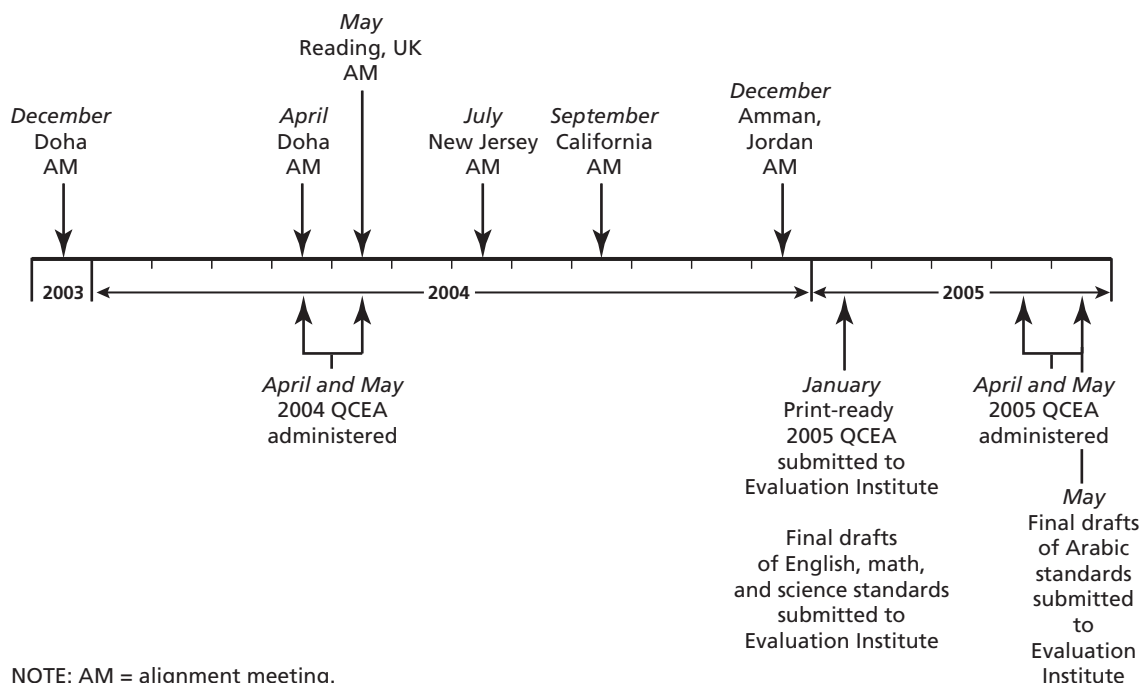 May
Reading, UK
AM
December
Doha
AM
April
Doha
AM
July
New Jersey
AM
September
California
AM
December
Amman,
Jordan
AM
2003
2004
2005
April and May
2004 QCEA
administered
January
Print-ready
2005 QCEA
submitted to
Evaluation Institute
Final drafts
of English, math,
and science standards
submitted to
Evaluation Institute
April and May
2005 QCEA
administered
May
Final drafts
of Arabic
standards
submitted
to
Evaluation
Institute
NOTE: AM = alignment meeting.